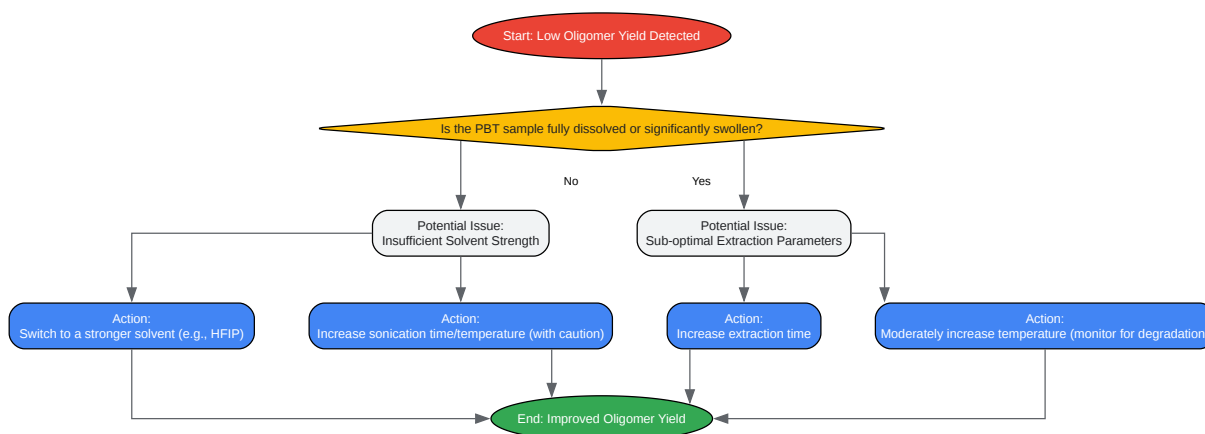 Start: Low Oligomer Yield Detected
Is the PBT sample fully dissolved or significantly swollen?
No
Yes
Potential Issue:
Insufficient Solvent Strength
Potential Issue:
Sub-optimal Extraction Parameters
Action:
Switch to a stronger solvent (e.g., HFIP)
Action:
Increase sonication time/temperature (with caution)
Action:
Increase extraction time
Action:
Moderately increase temperature (monitor for degradation
End: Improved Oligomer Yield